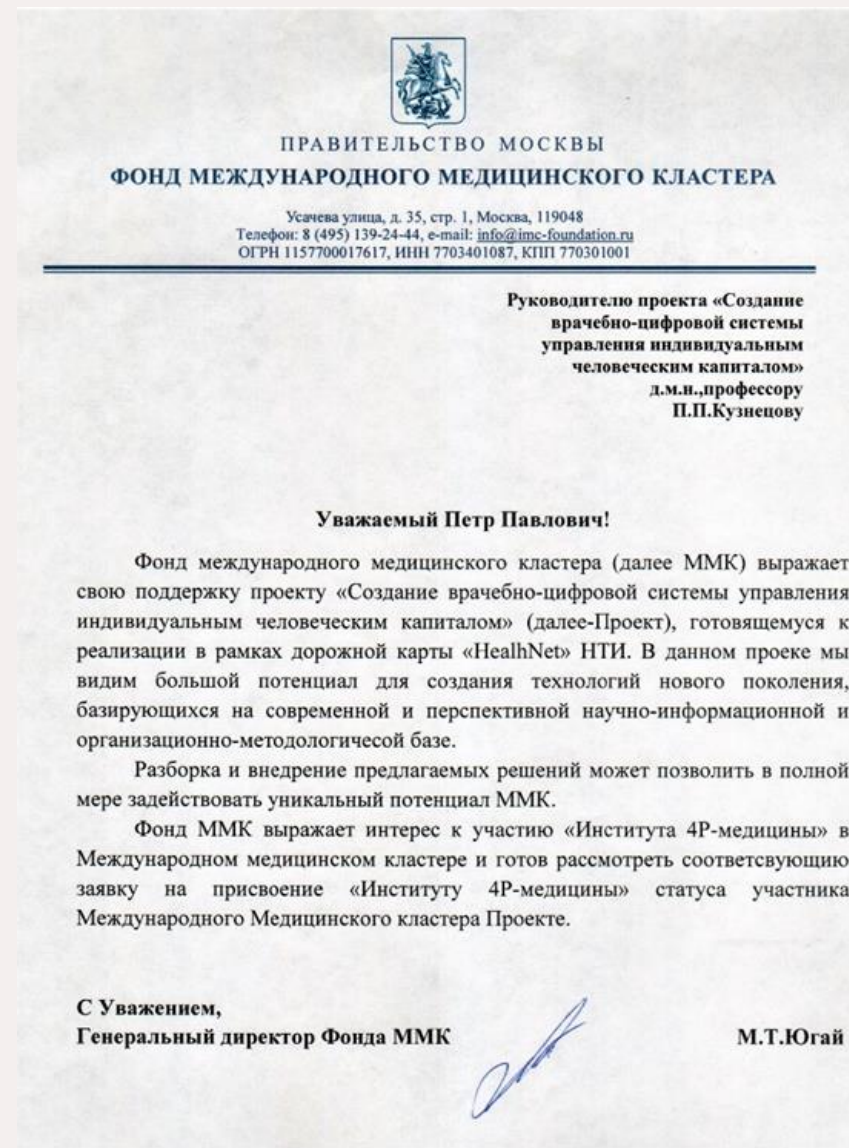 ПРАВИТЕЛЬСТВО МОСКВЫ
ФОНД МЕЖДУНАРОДНОГО МЕДИЦИНСКОГО КЛАСТЕРА
Усачева улица, д. 35, стр. 1, Москва, 119048
Телефон: 8 (495) 139-24-44, e-mail: info@imc-foundation.ru
ОГРН 1157700017617, ИНН 7703401087, КПП 770301001
Руководителю проекта «Создание
врачебно-цифровой системы
управления индивидуальным
человеческим капиталом»
д.м.н.,профессору
П.П.Кузнецову
Уважаемый Петр Павлович!
Фонд международного медицинского кластера (далее ММК) выражает
свою поддержку проекту «Создание врачебно-цифровой системы управления
индивидуальным человеческим капиталом» (далее-Проект), готовящемуся к
реализации в рамках дорожной карты «HealhNet» НТИ. В данном проеке мы
видим большой потенциал для создания технологий нового поколения,
базирующихся на современной и перспективной научно-информационной и
организационно-методологичесой базе.
Разборка и внедрение предлагаемых решений может позволить в полной
мере задействовать уникальный потенциал ММК.
Фонд ММК выражает интерес к участию «Института 4Р-медицины» в
Международном медицинском кластере и готов рассмотреть соответсвующию
заявку на присвоение «Институту 4Р-медицины» статуса участника
Международного Медицинского кластера Проекте.
С Уважением,
Генеральный директор Фонда ММК М.Т.Югай